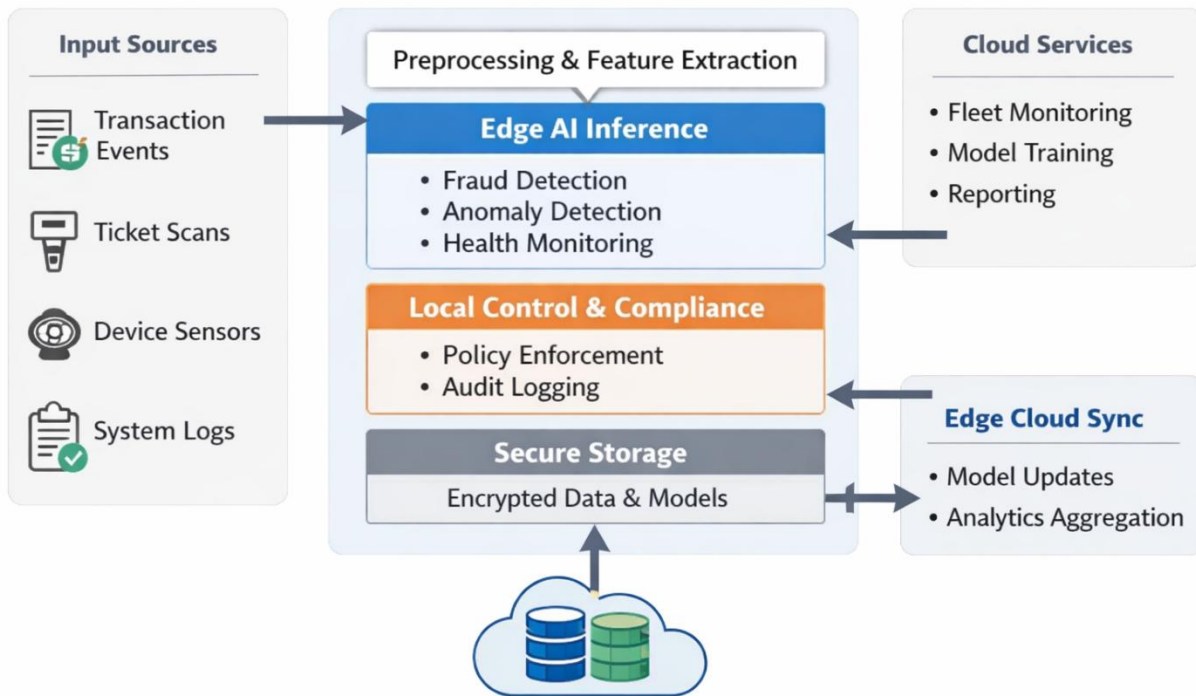 Input Sources
Transaction
Events
Ticket Scans
Device Sensors
System Logs
Preprocessing & Feature Extraction
Edge AI Inference
• Fraud Detection
• Anomaly Detection
• Health Monitoring
Local Control & Compliance
• Policy Enforcement
• Audit Logging
Secure Storage
Encrypted Data & Models
Cloud Services
• Fleet Monitoring
• Model Training
• Reporting
Edge Cloud Sync
• Model Updates
• Analytics Aggregation